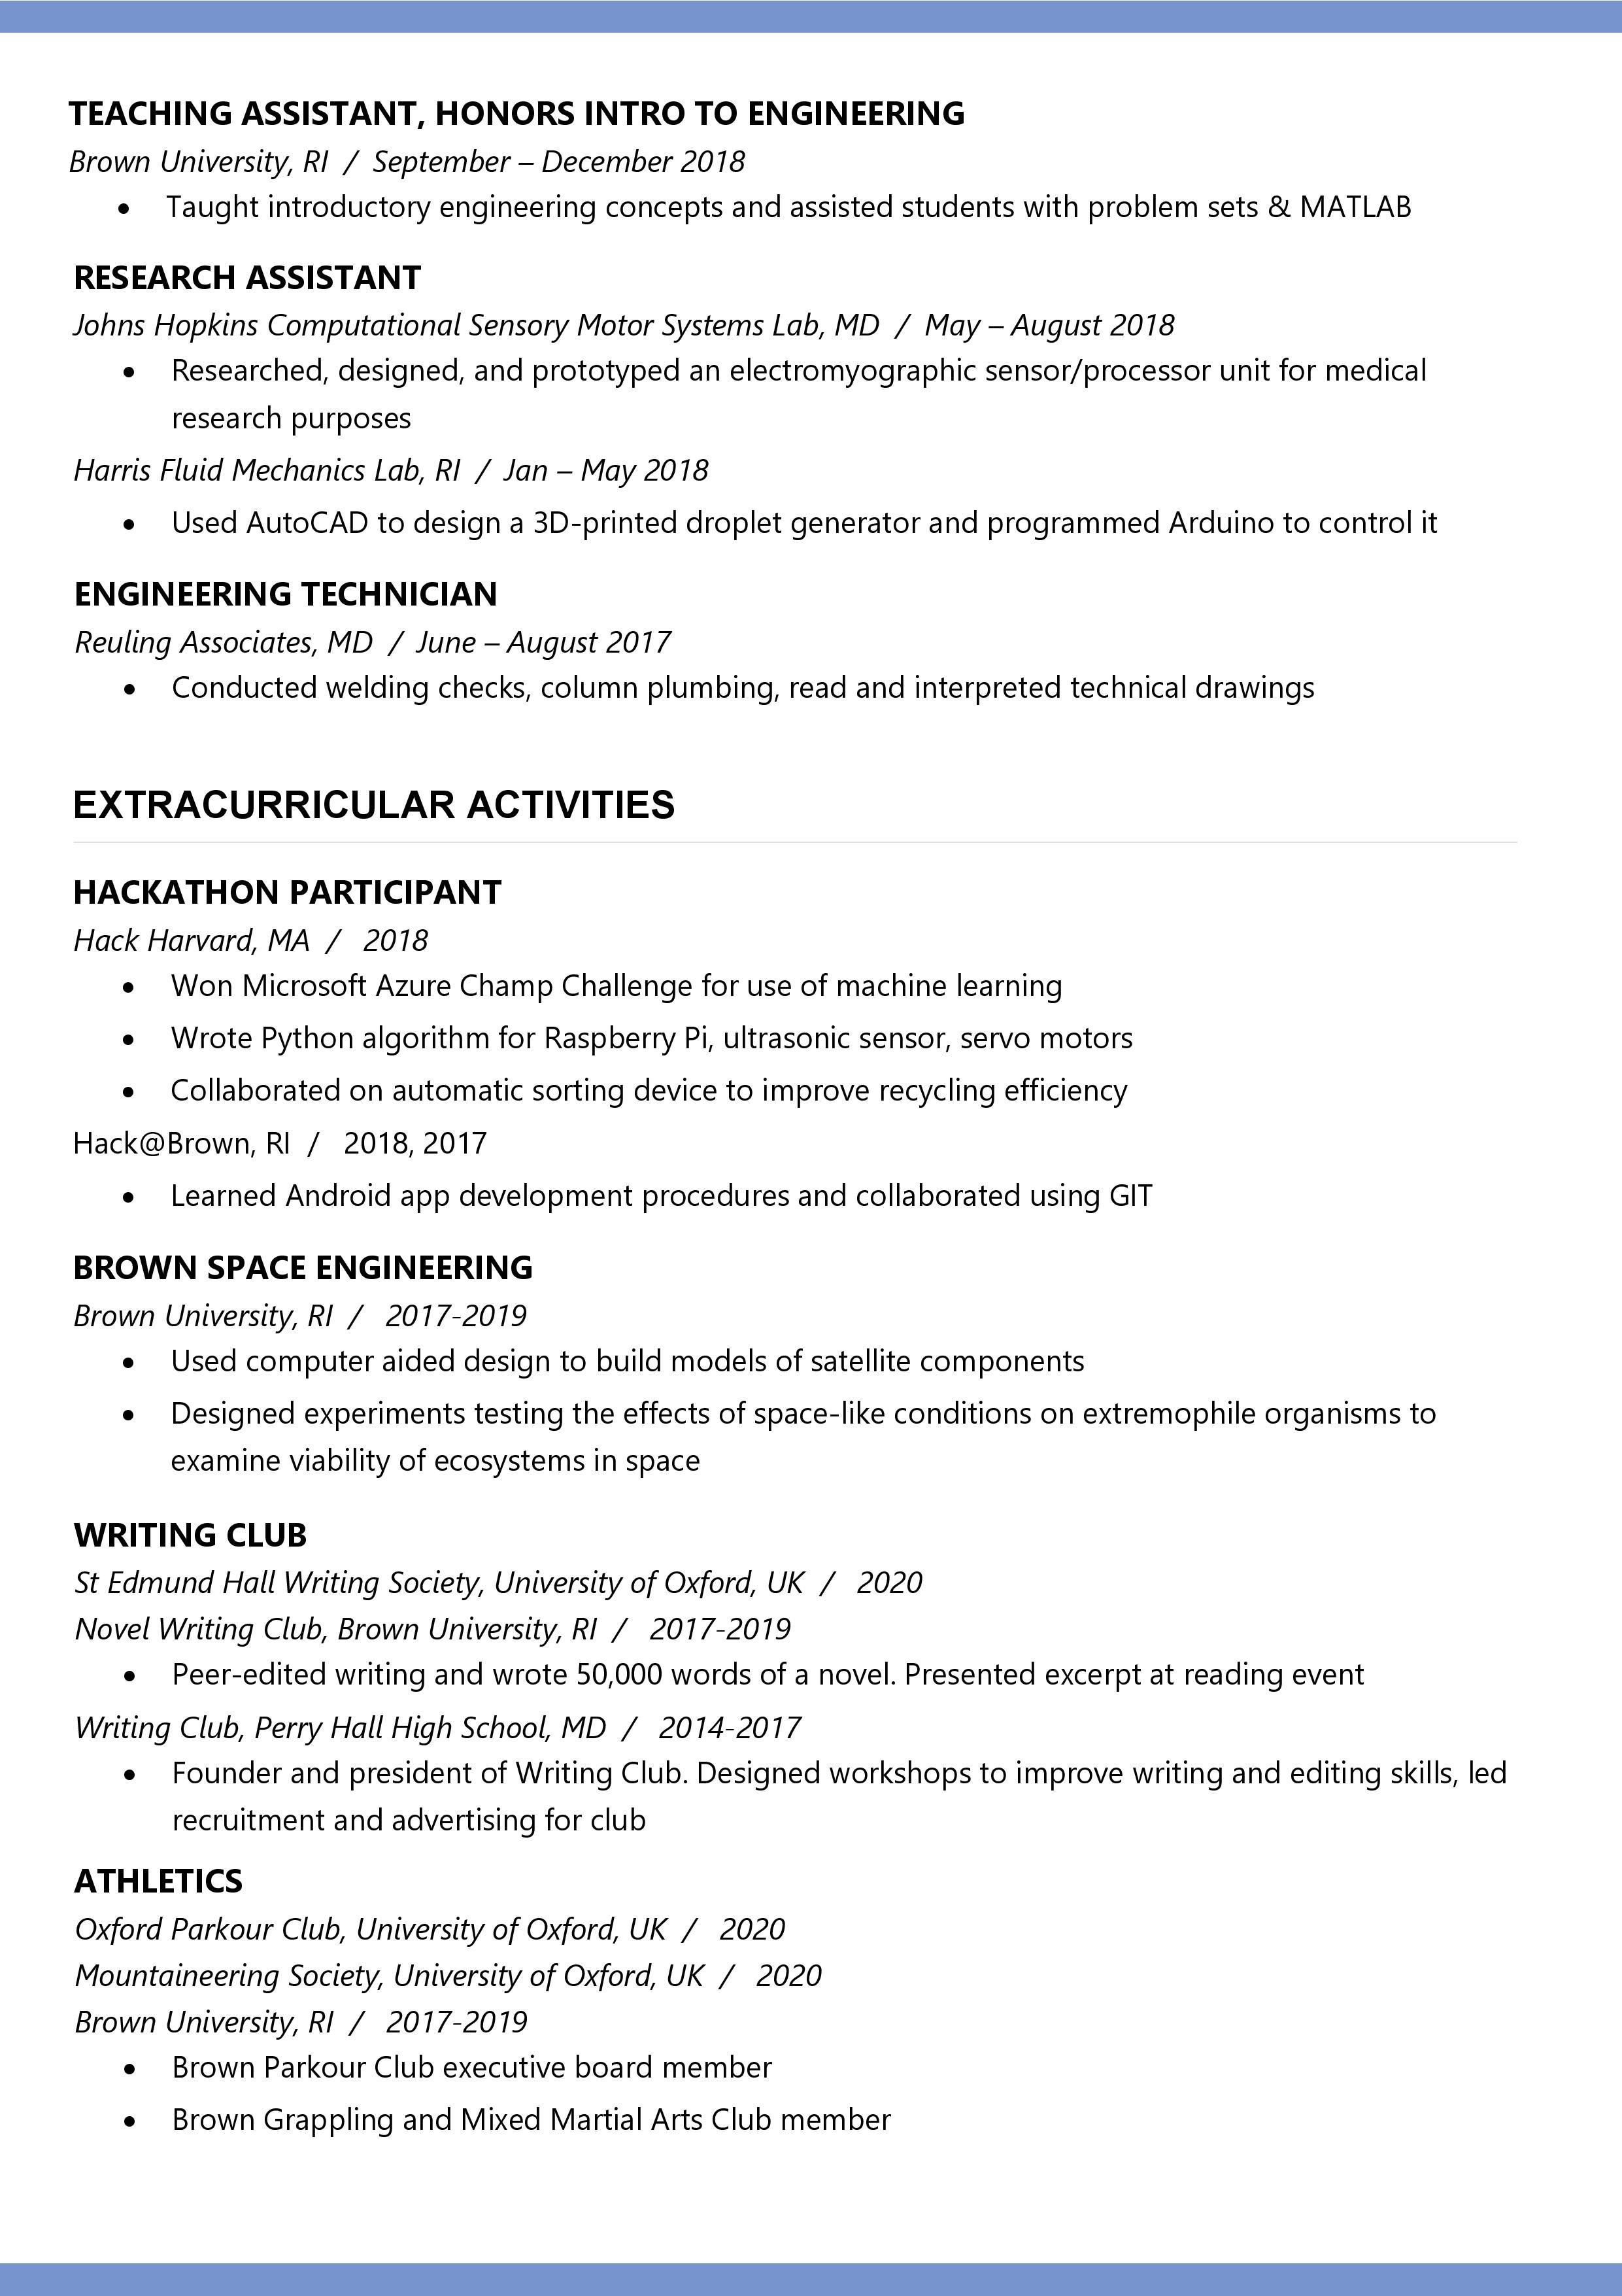 TEACHING ASSISTANT, HONORS INTRO TO ENGINEERING
Brown University, RI / September – December 2018
• Taught introductory engineering concepts and assisted students with problem sets & MATLAB
RESEARCH ASSISTANT
Johns Hopkins Computational Sensory Motor Systems Lab, MD / May – August 2018
• Researched, designed, and prototyped an electromyographic sensor/processor unit for medical
research purposes
Harris Fluid Mechanics Lab, RI / Jan – May 2018
• Used AutoCAD to design a 3D-printed droplet generator and programmed Arduino to control it
ENGINEERING TECHNICIAN
Reuling Associates, MD / June – August 2017
• Conducted welding checks, column plumbing, read and interpreted technical drawings
EXTRACURRICULAR ACTIVITIES
HACKATHON PARTICIPANT
Hack Harvard, MA / 2018
• Won Microsoft Azure Champ Challenge for use of machine learning
• Wrote Python algorithm for Raspberry Pi, ultrasonic sensor, servo motors
• Collaborated on automatic sorting device to improve recycling efficiency
Hack@Brown, RI / 2018, 2017
• Learned Android app development procedures and collaborated using GIT
BROWN SPACE ENGINEERING
Brown University, RI / 2017-2019
• Used computer aided design to build models of satellite components
• Designed experiments testing the effects of space-like conditions on extremophile organisms to
examine viability of ecosystems in space
WRITING CLUB
St Edmund Hall Writing Society, University of Oxford, UK / 2020
Novel Writing Club, Brown University, RI / 2017-2019
• Peer-edited writing and wrote 50,000 words of a novel. Presented excerpt at reading event
Writing Club, Perry Hall High School, MD / 2014-2017
• Founder and president of Writing Club. Designed workshops to improve writing and editing skills, led
recruitment and advertising for club
ATHLETICS
Oxford Parkour Club, University of Oxford, UK / 2020
Mountaineering Society, University of Oxford, UK / 2020
Brown University, RI / 2017-2019
• Brown Parkour Club executive board member
• Brown Grappling and Mixed Martial Arts Club member